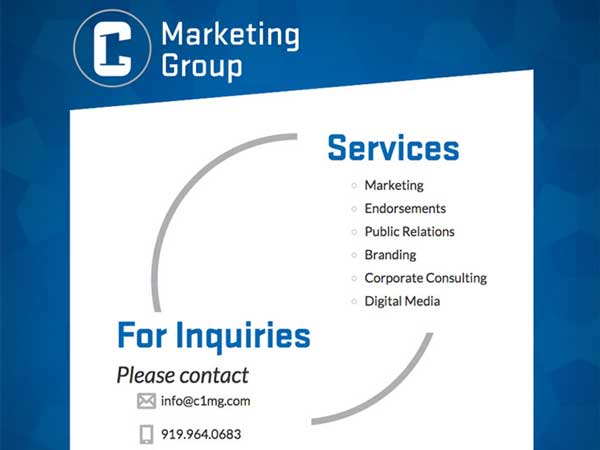 C
Marketing
Group
Services
Marketing
Endorsements
Public Relations
Branding
Corporate Consulting
Digital Media
For Inquiries
Please contact
info@c1mg.com
919.964.0683